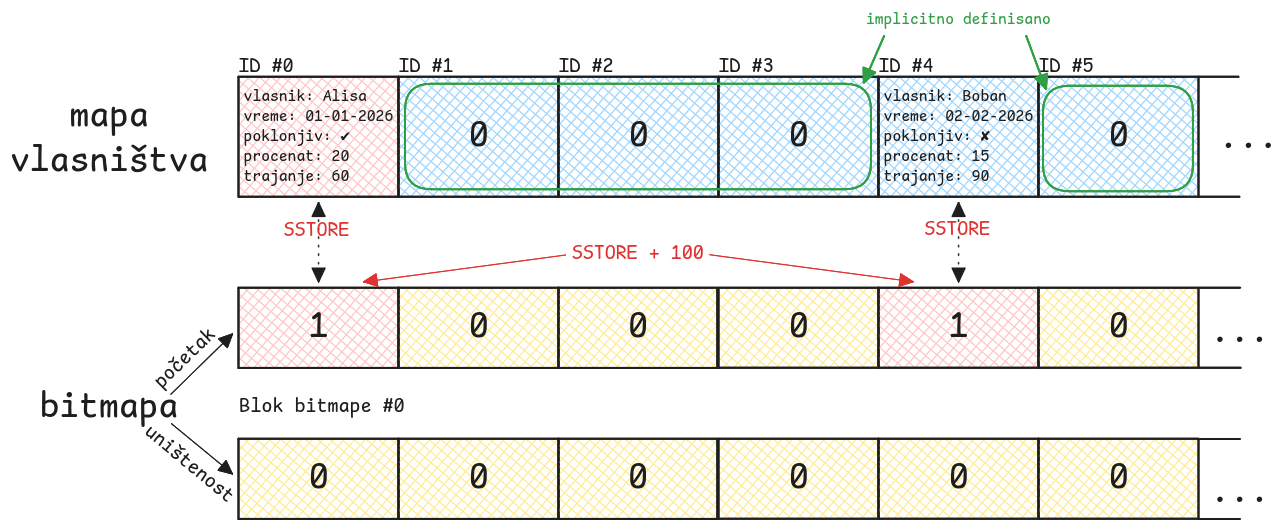 implicitno definisano
ID #0 ID #1 ID #2 ID #3 ID #4 ID #5
mapa
vlasništva
vlasnik: Alisa
vreme: 01-01-2026
poklonjiv: ✔
procenat: 20
trajanje: 60
0 0 0
vlasnik: Boban
vreme: 02-02-2026
poklonjiv: ✘
procenat: 15
trajanje: 90
0 ...
SSTORE SSTORE
SSTORE + 100
1 0 0 0 1 0 ...
početak
bitmapa
uništenost
Blok bitmape #0
0 0 0 0 0 0 ...